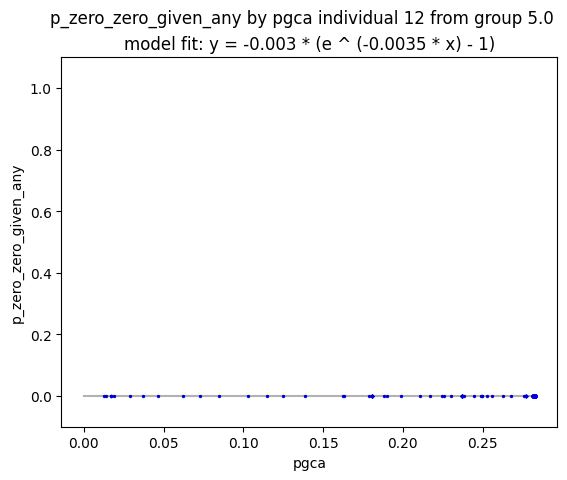 p_zero_zero_given_any by pgca individual 12 from group 5.0
model fit: y = -0.003 * (e ^ (-0.0035 * x) - 1)
1.0
0.8
0.6
0.4
0.2
0.0
p_zero_zero_given_any
0.00 0.05 0.10 0.15 0.20 0.25
pgca